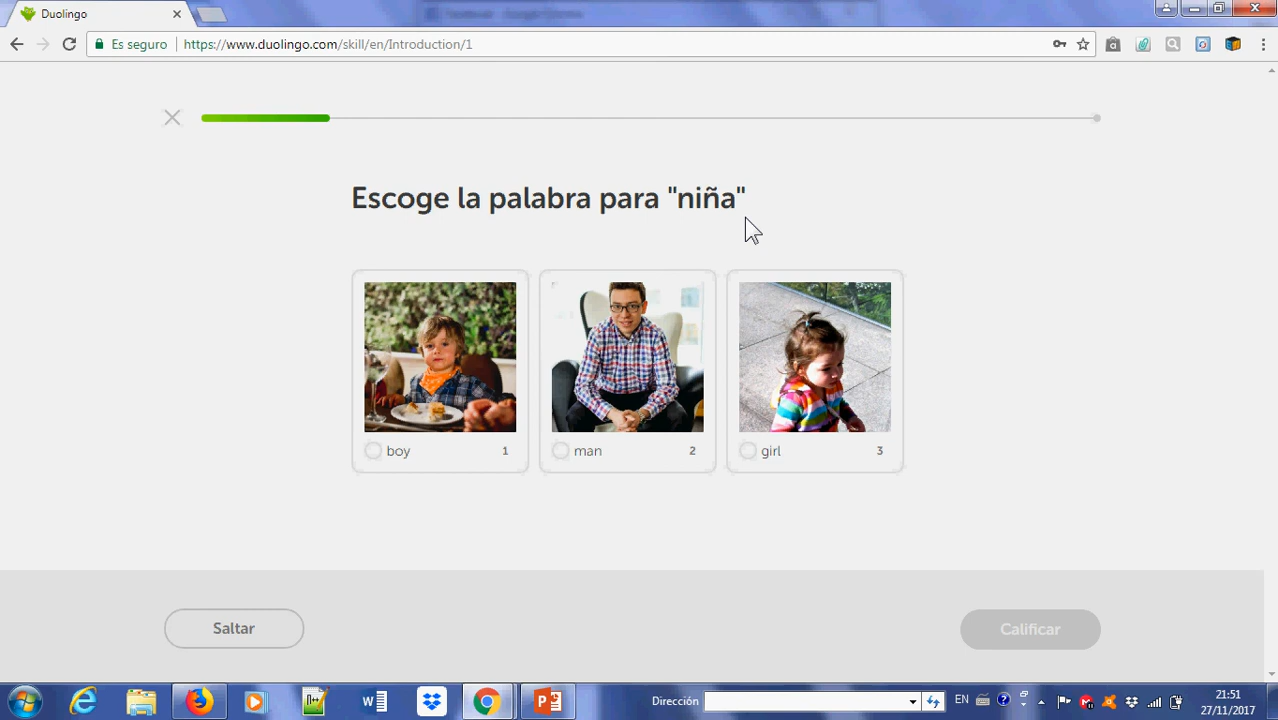 Duolingo
Es seguro
https://www.duolingo.com/skill/en/Introduction/1
Escoge la palabra para "niña"
boy 1
man 2
girl 3
Saltar
Calificar
Dirección
EN
21:51
27/11/2017